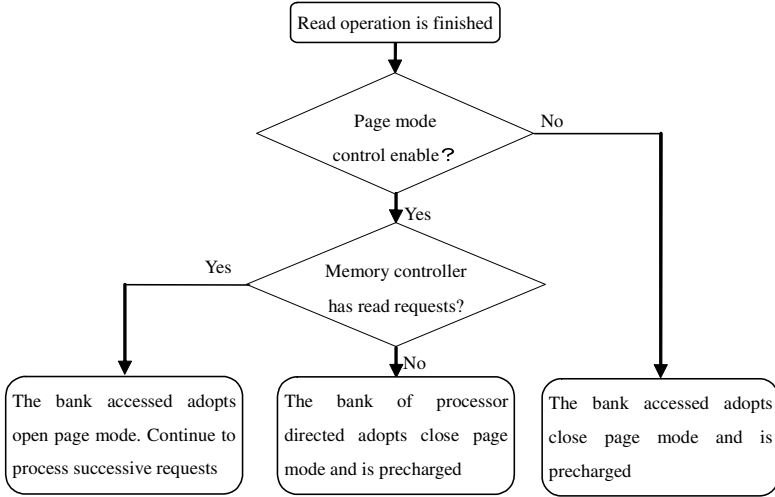 Read operation is finished
Page mode
control enable？
No
Yes
Memory controller
has read requests?
Yes
No
The bank accessed adopts
open page mode. Continue to
process successive requests
The bank of processor
directed adopts close page
mode and is precharged
The bank accessed adopts
close page mode and is
precharged